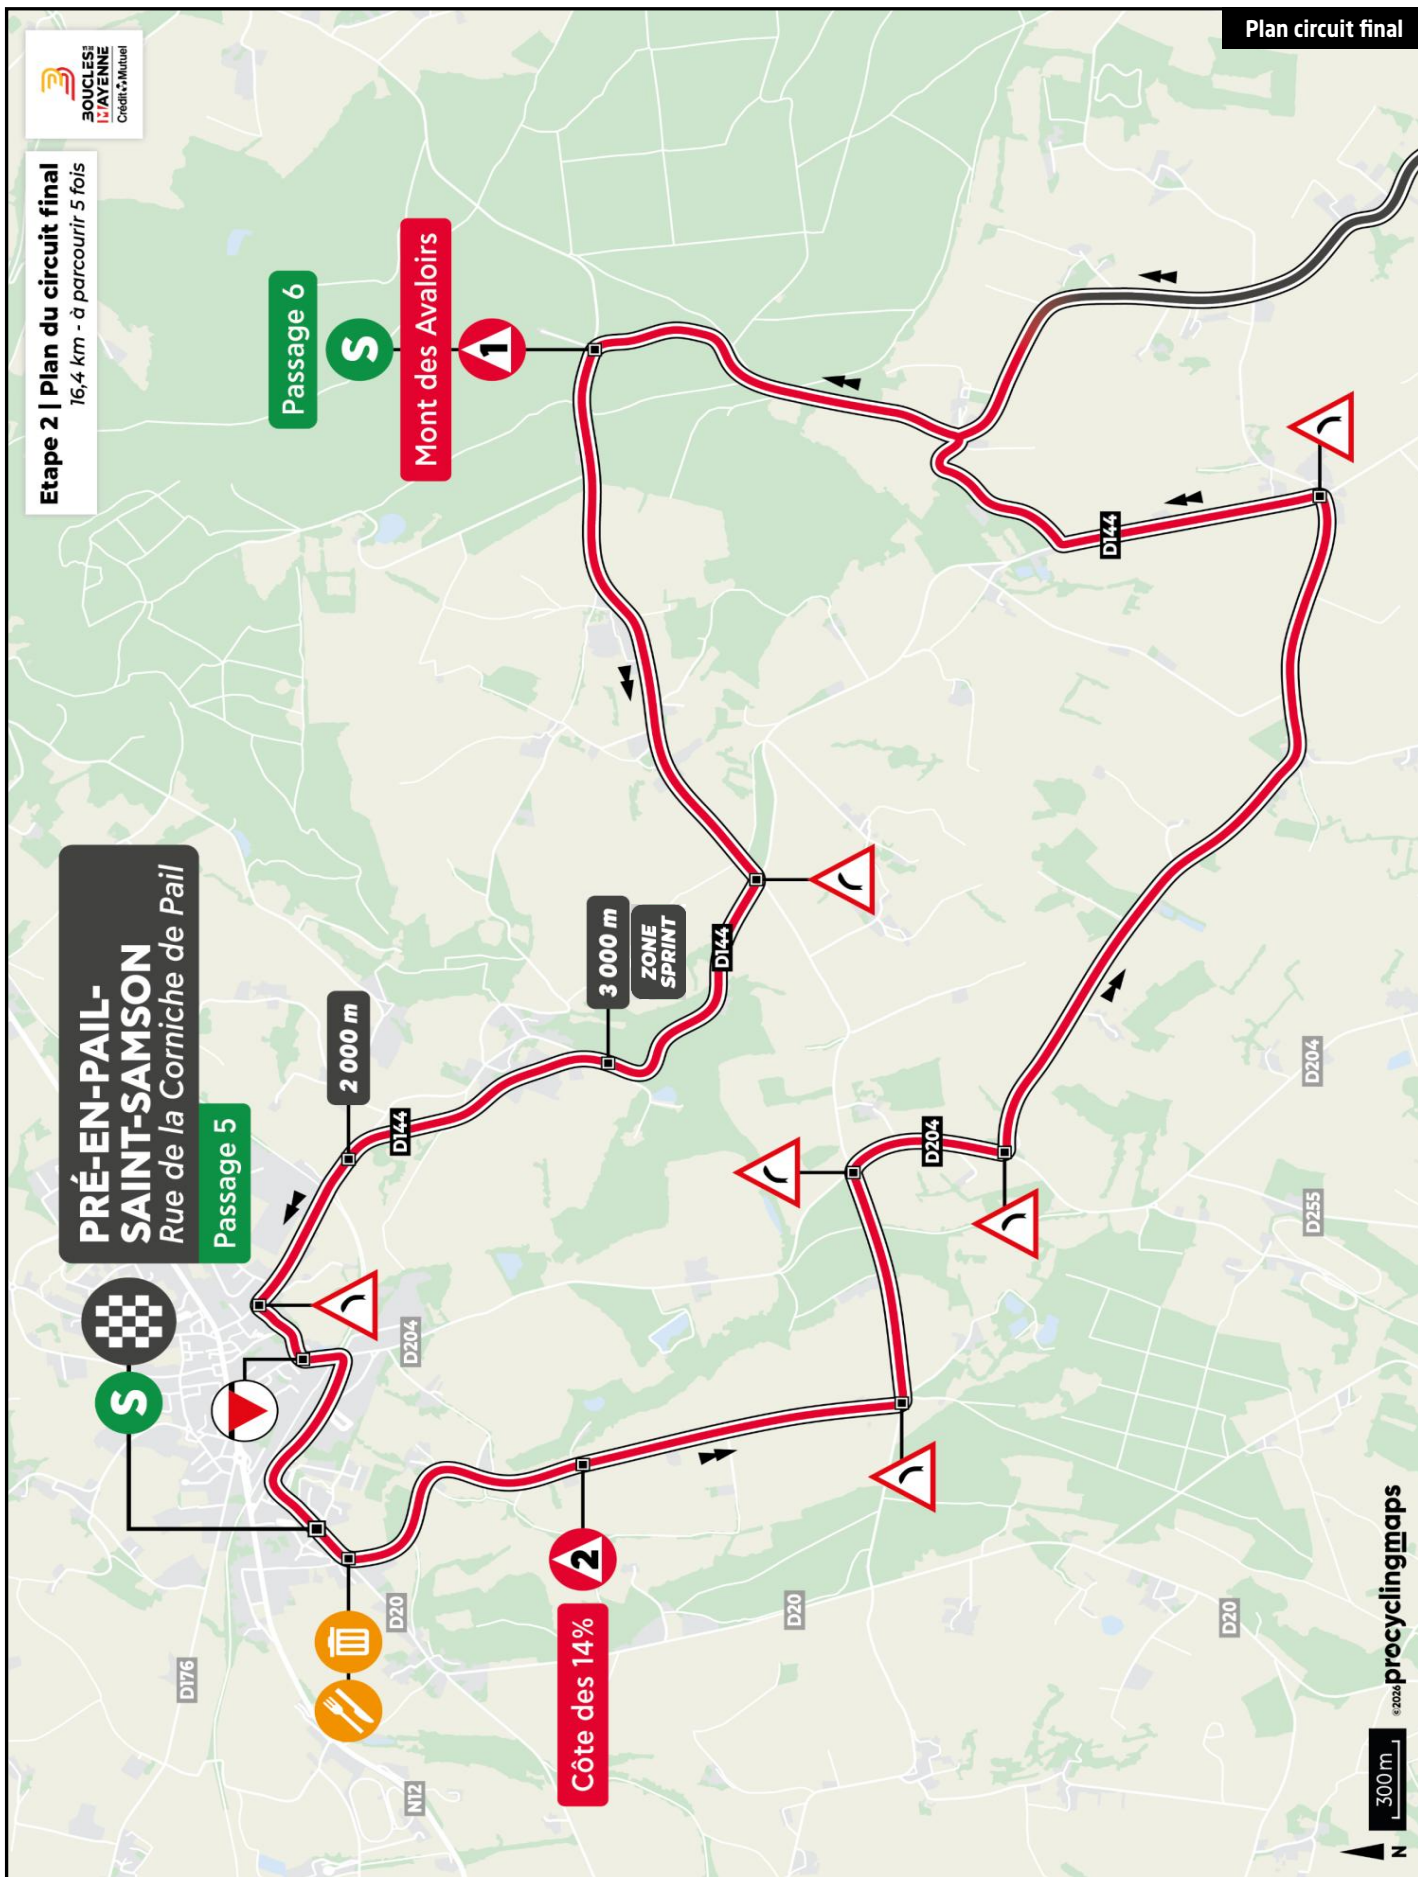 Plan circuit final
BOUCLES DE LA
MAYENNE
Crédit Mutuel
Etape 2 | Plan du circuit final
16,4 km - à parcourir 5 fois
PRÉ-EN-PAIL-
SAINT-SAMSON
Rue de la Corniche de Pail
Passage 5
S
Passage 6
S
Mont des Avaloirs
1
2 000 m
3 000 m
ZONE
SPRINT
D144
D144
D144
D204
D204
D204
D255
D176
D20
D20
D20
N12
2
Côte des 14%
N
300 m
©2026 procyclingmaps